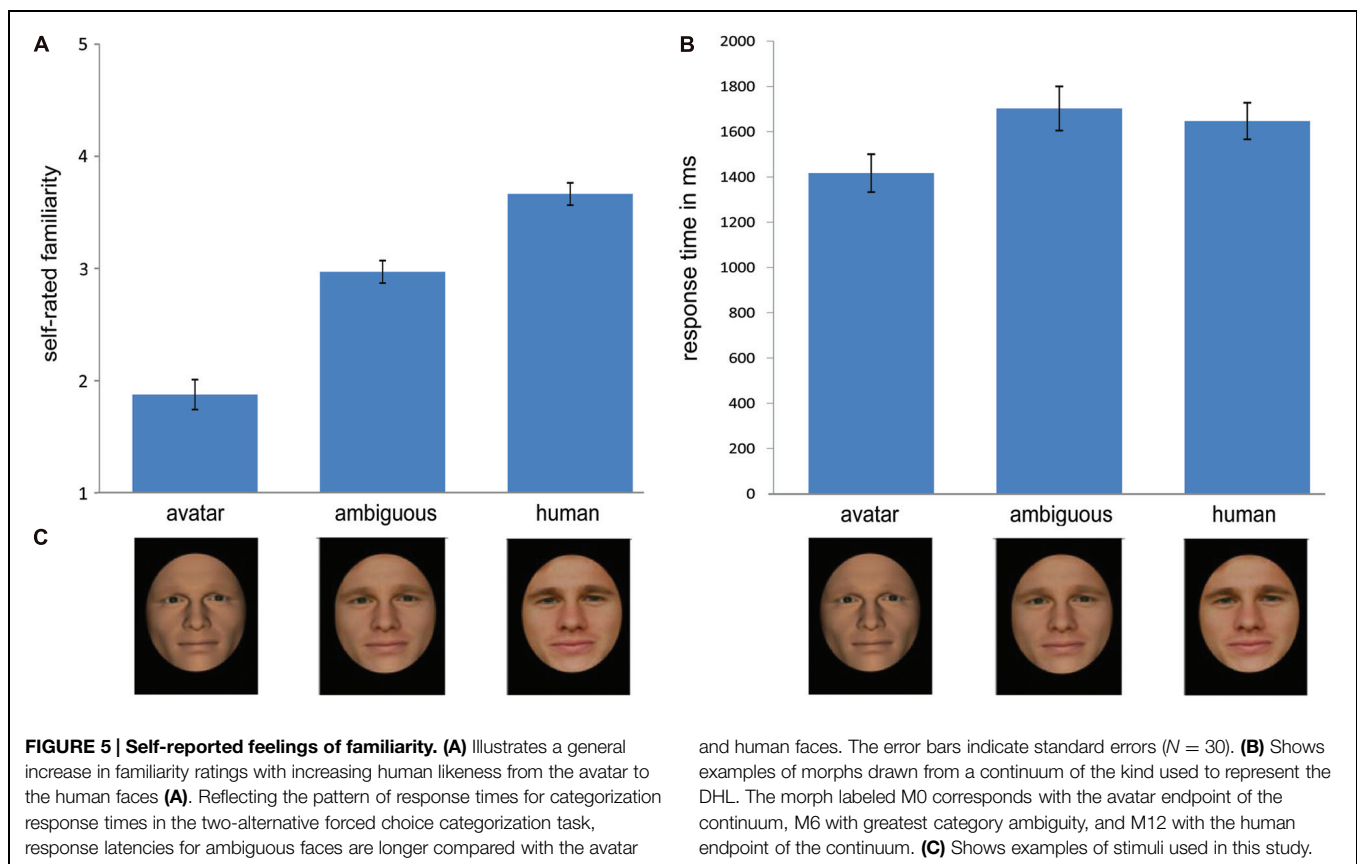 A
5
4
3
2
1
self-rated familiarity
avatar ambiguous human
B
2000
1800
1600
1400
1200
1000
800
600
400
200
0
response time in ms
avatar ambiguous human
C
FIGURE 5 | Self-reported feelings of familiarity. (A) Illustrates a general
increase in familiarity ratings with increasing human likeness from the avatar to
the human faces (A). Reflecting the pattern of response times for categorization
response times in the two-alternative forced choice categorization task,
response latencies for ambiguous faces are longer compared with the avatar
and human faces. The error bars indicate standard errors (N = 30). (B) Shows
examples of morphs drawn from a continuum of the kind used to represent the
DHL. The morph labeled M0 corresponds with the avatar endpoint of the
continuum, M6 with greatest category ambiguity, and M12 with the human
endpoint of the continuum. (C) Shows examples of stimuli used in this study.